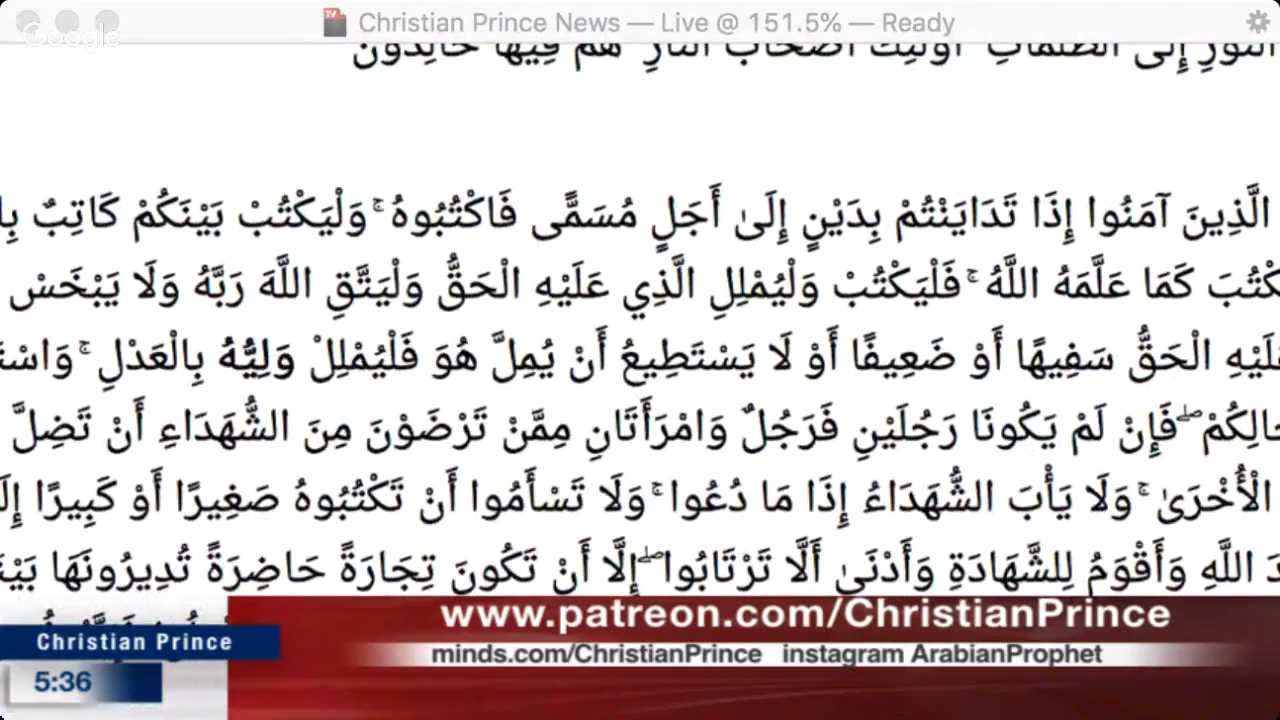 Google
Christian Prince News — Live @ 151.5% — Ready
النُّورِ إِلَى الظُّلُمَاتِ أُولَٰئِكَ أَصْحَابُ النَّارِ هُمْ فِيهَا خَالِدُونَ
الَّذِينَ آمَنُوا إِذَا تَدَايَنْتُمْ بِدَيْنٍ إِلَىٰ أَجَلٍ مُسَمًّى فَاكْتُبُوهُ ۚ وَلْيَكْتُبْ بَيْنَكُمْ كَاتِبٌ
كَمَا عَلَّمَهُ اللَّهُ ۚ فَلْيَكْتُبْ وَلْيُمْلِلِ الَّذِي عَلَيْهِ الْحَقُّ وَلْيَتَّقِ اللَّهَ رَبَّهُ وَلَا يَبْخَسْ
الْحَقُّ سَفِيهًا أَوْ ضَعِيفًا أَوْ لَا يَسْتَطِيعُ أَنْ يُمِلَّ هُوَ فَلْيُمْلِلْ وَلِيُّهُ بِالْعَدْلِ ۚ
فَإِنْ لَمْ يَكُونَا رَجُلَيْنِ فَرَجُلٌ وَامْرَأَتَانِ مِمَّنْ تَرْضَوْنَ مِنَ الشُّهَدَاءِ أَنْ تَضِلَّ
الْأُخْرَىٰ ۚ وَلَا يَأْبَ الشُّهَدَاءُ إِذَا مَا دُعُوا ۚ وَلَا تَسْأَمُوا أَنْ تَكْتُبُوهُ صَغِيرًا أَوْ كَبِيرًا
اللَّهِ وَأَقْوَمُ لِلشَّهَادَةِ وَأَدْنَىٰ أَلَّا تَرْتَابُوا ۖ إِلَّا أَنْ تَكُونَ تِجَارَةً حَاضِرَةً تُدِيرُونَهَا
www.patreon.com/ChristianPrince
Christian Prince
minds.com/ChristianPrince instagram ArabianProphet
5:36